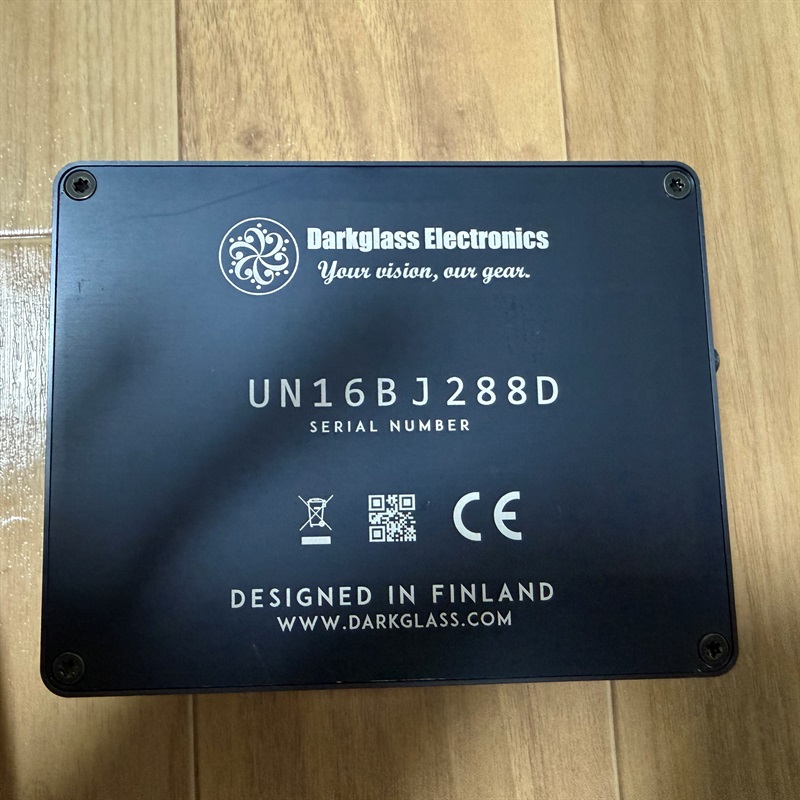 Darkglass Electronics
Your vision, our gear.
UN16BJ288D
SERIAL NUMBER
CE
DESIGNED IN FINLAND
WWW.DARKGLASS.COM